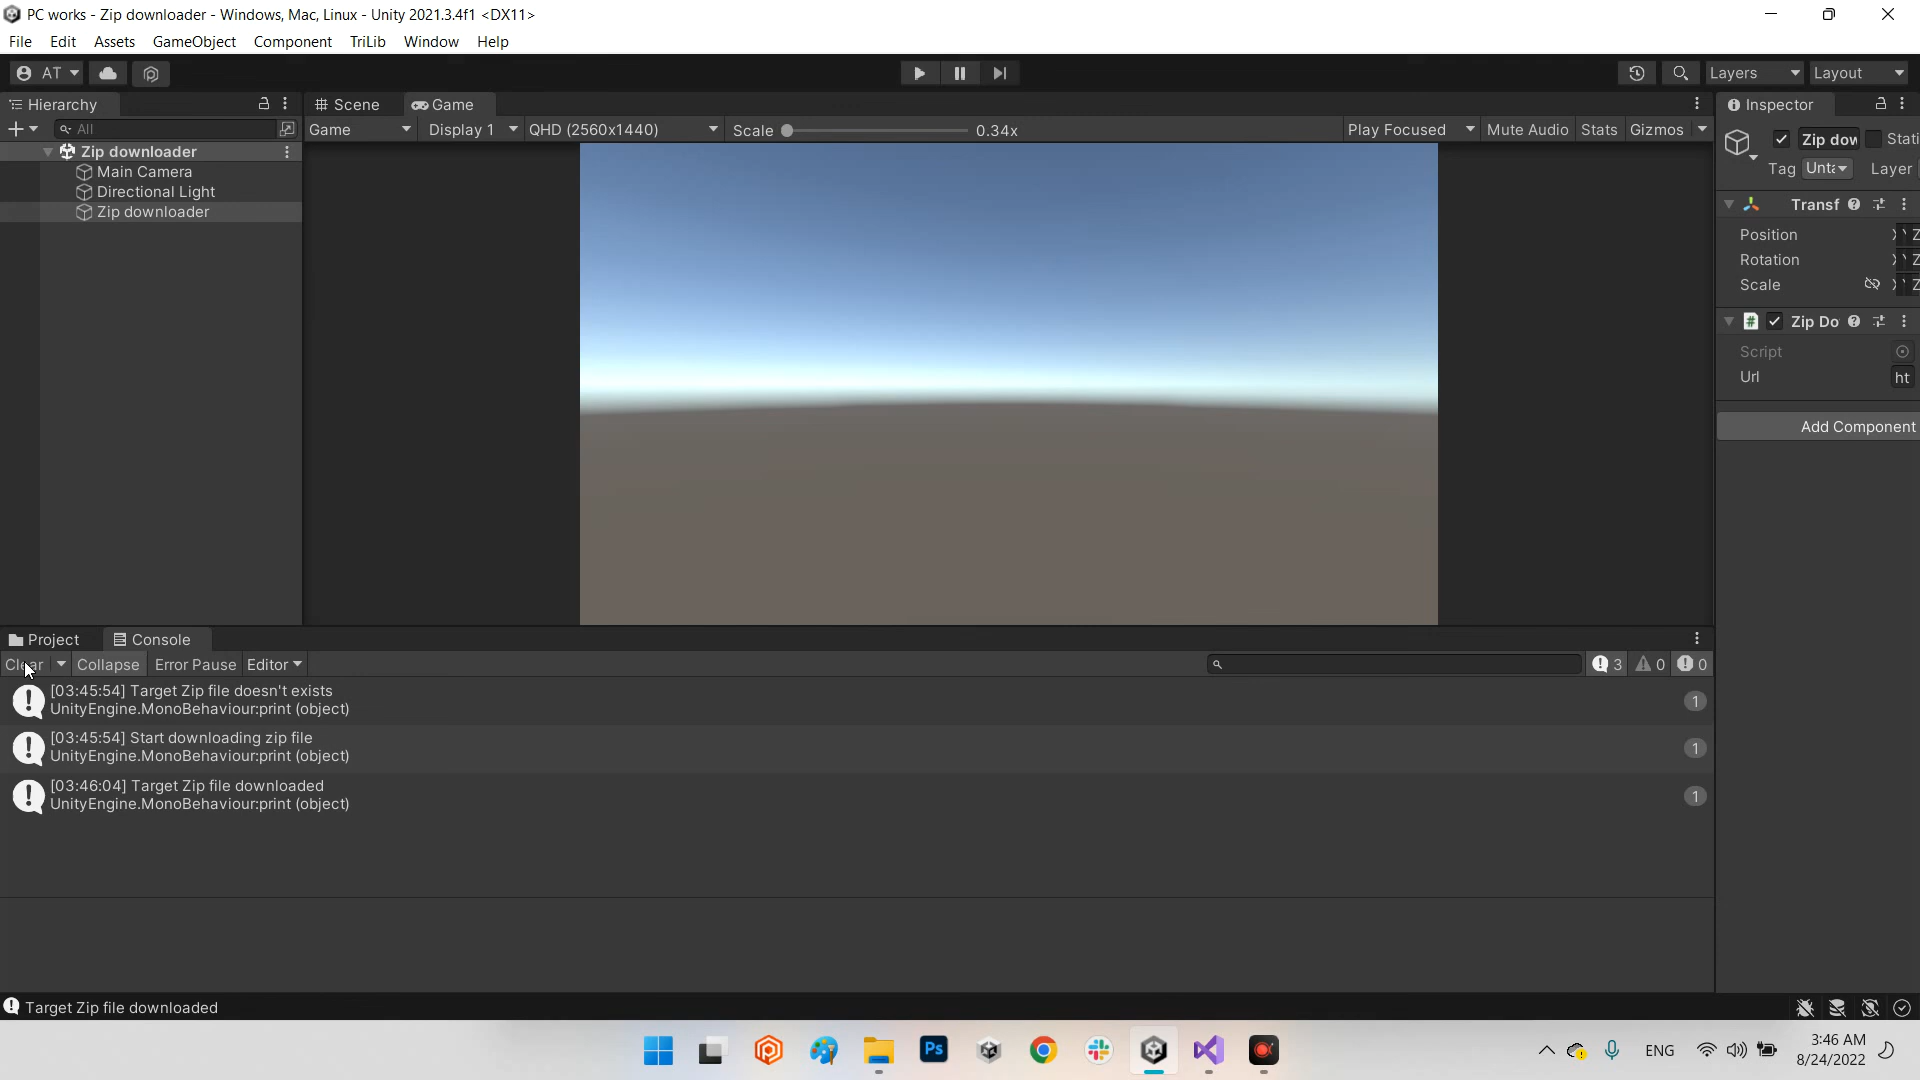 PC works - Zip downloader - Windows, Mac, Linux - Unity 2021.3.4f1 <DX11>
File Edit Assets GameObject Component TriLib Window Help
AT Layers Layout
Hierarchy Scene Game Inspector
All Game Display 1 QHD (2560x1440) Scale 0.34x Play Focused Mute Audio Stats Gizmos
Zip dow Stati
Zip downloader
Tag Unta Layer
Main Camera
Directional Light
Transf
Zip downloader
Position Z
Rotation Z
Scale Z
Zip Do
Script
Url ht
Add Component
Project Console
Clear Collapse Error Pause Editor 3 0 0
[03:45:54] Target Zip file doesn't exists
UnityEngine.MonoBehaviour:print (object)
1
[03:45:54] Start downloading zip file
UnityEngine.MonoBehaviour:print (object)
1
[03:46:04] Target Zip file downloaded
UnityEngine.MonoBehaviour:print (object)
1
Target Zip file downloaded
Ps
ENG
3:46 AM
8/24/2022